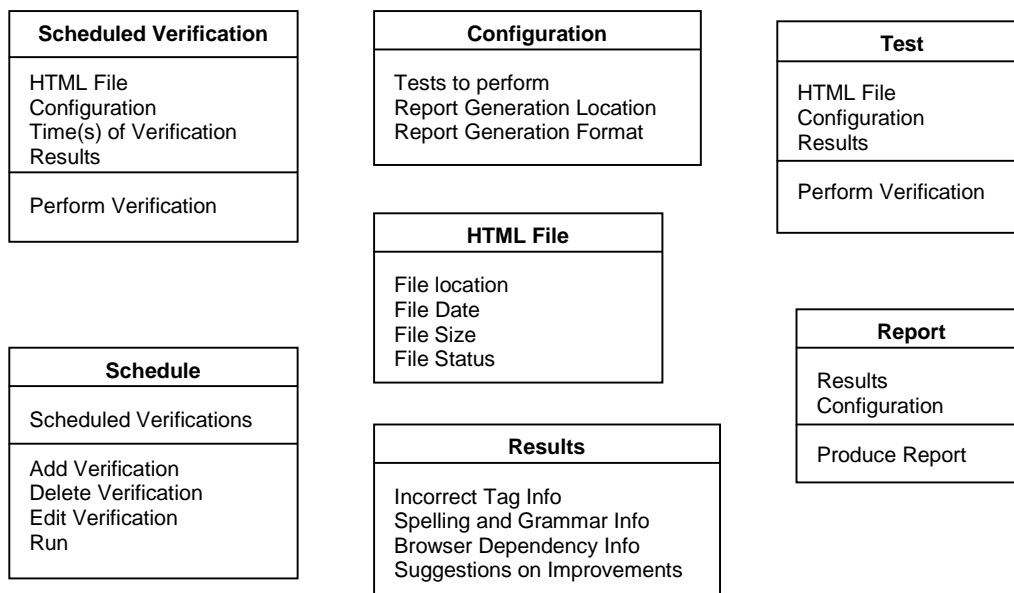 Scheduled Verification
HTML File
Configuration
Time(s) of Verification
Results
Perform Verification
Configuration
Tests to perform
Report Generation Location
Report Generation Format
Test
HTML File
Configuration
Results
Perform Verification
HTML File
File location
File Date
File Size
File Status
Schedule
Scheduled Verifications
Add Verification
Delete Verification
Edit Verification
Run
Results
Incorrect Tag Info
Spelling and Grammar Info
Browser Dependency Info
Suggestions on Improvements
Report
Results
Configuration
Produce Report